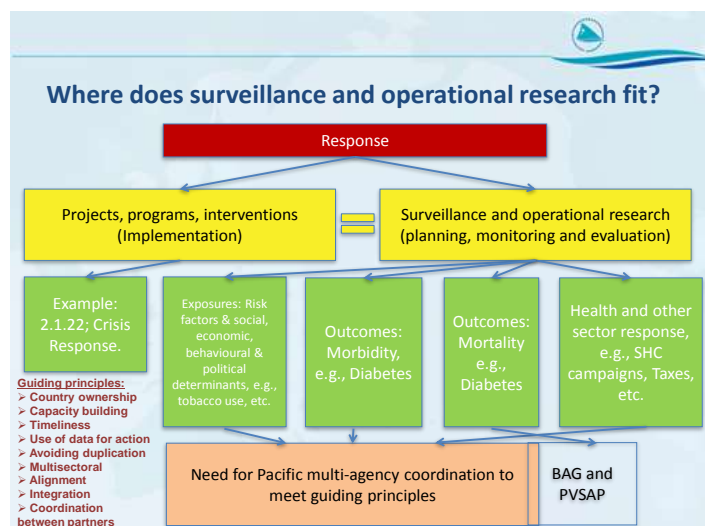 Where does surveillance and operational research fit?
Response
Projects, programs, interventions
(Implementation)
Surveillance and operational research
(planning, monitoring and evaluation)
Example:
2.1.22; Crisis
Response.
Exposures: Risk
factors & social,
economic,
behavioural &
political
determinants, e.g.,
tobacco use, etc.
Outcomes:
Morbidity,
e.g., Diabetes
Outcomes:
Mortality
e.g.,
Diabetes
Health and other
sector response,
e.g., SHC
campaigns, Taxes,
etc.
Guiding principles:
➢ Country ownership
➢ Capacity building
➢ Timeliness
➢ Use of data for action
➢ Avoiding duplication
➢ Multisectoral
➢ Alignment
➢ Integration
➢ Coordination
between partners
Need for Pacific multi-agency coordination to
meet guiding principles
BAG and
PVSAP